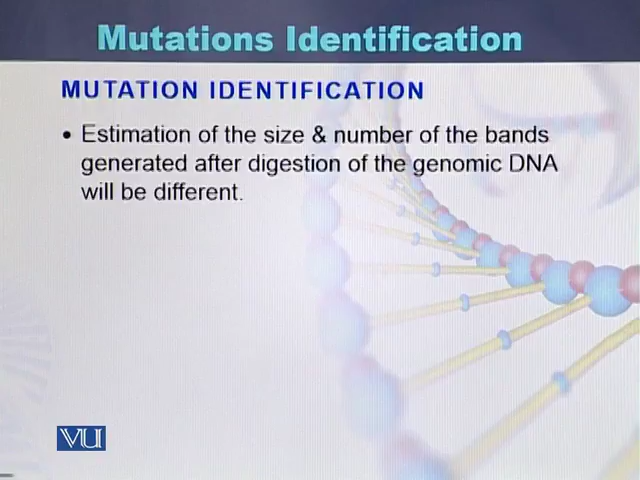 Mutations Identification
MUTATION IDENTIFICATION
• Estimation of the size & number of the bands
generated after digestion of the genomic DNA
will be different.
VU